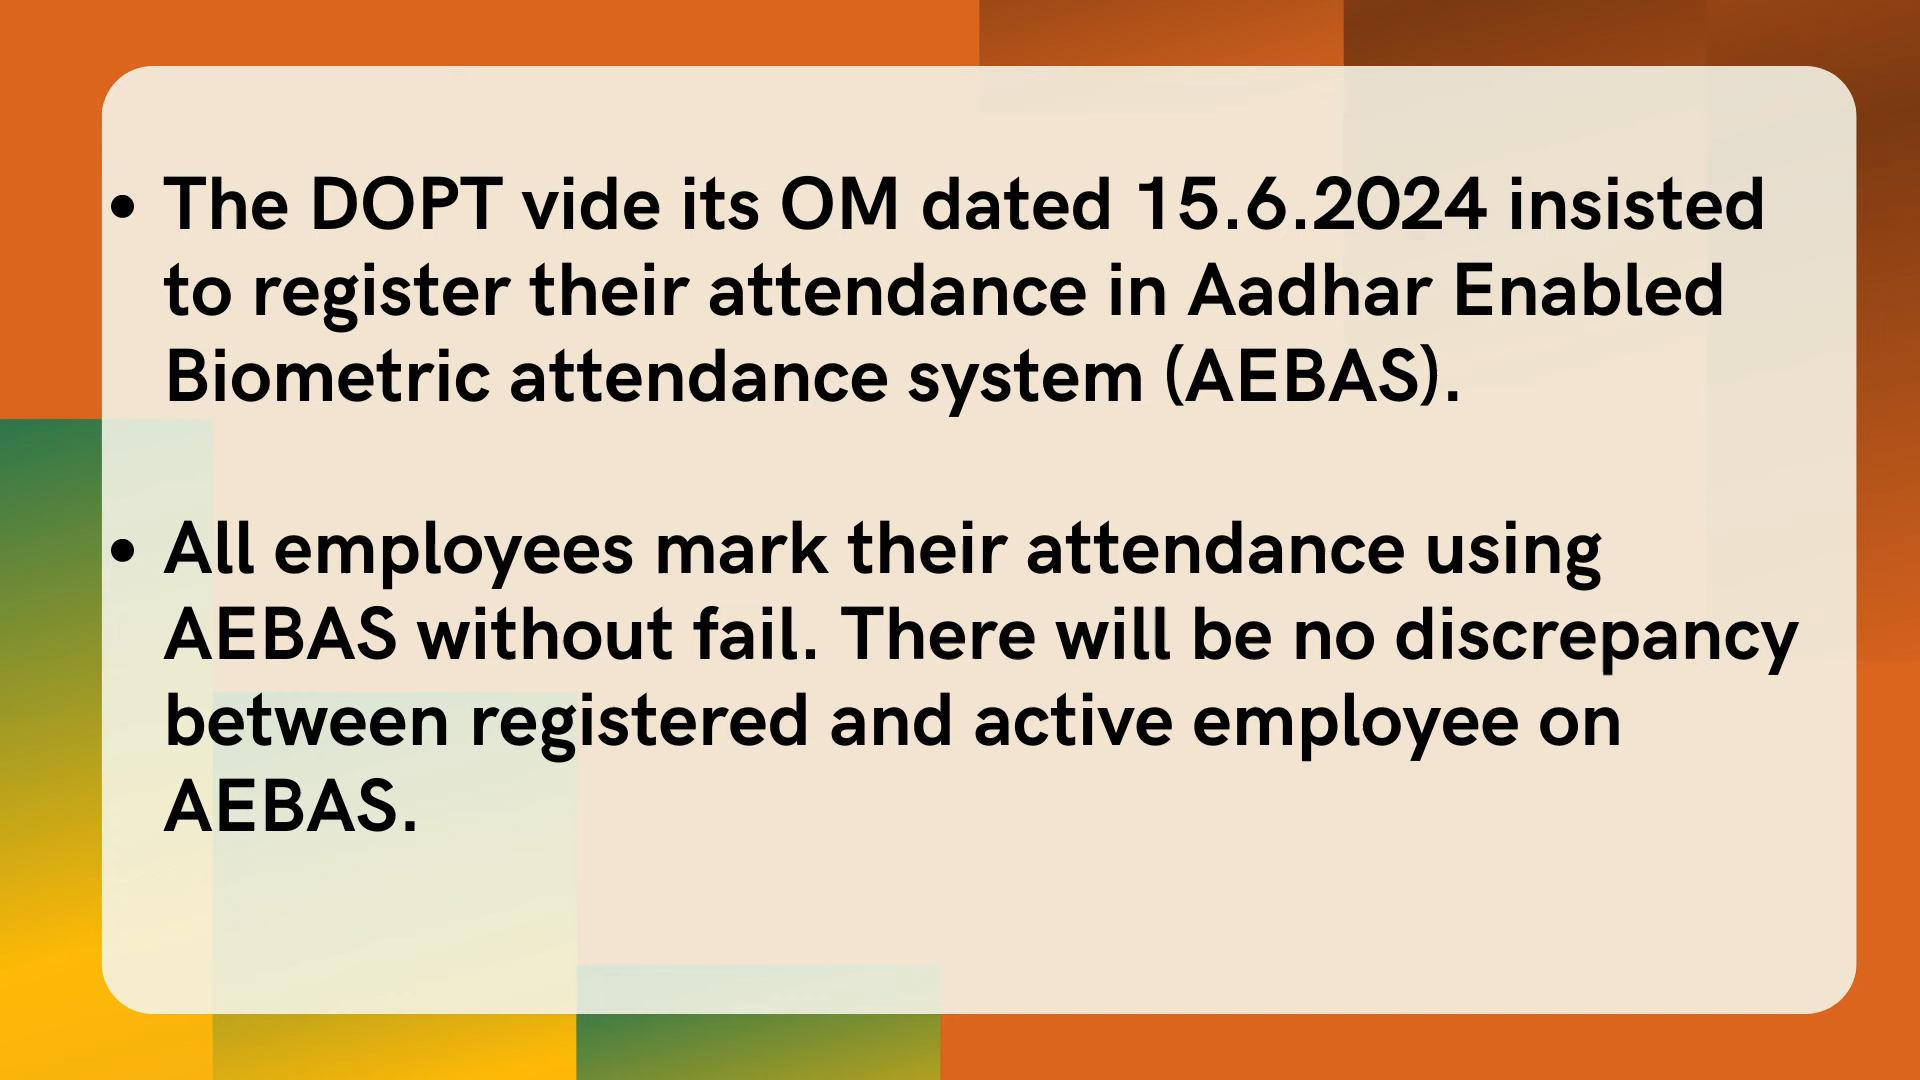 • The DOPT vide its OM dated 15.6.2024 insisted
to register their attendance in Aadhar Enabled
Biometric attendance system (AEBAS).
• All employees mark their attendance using
AEBAS without fail. There will be no discrepancy
between registered and active employee on
AEBAS.